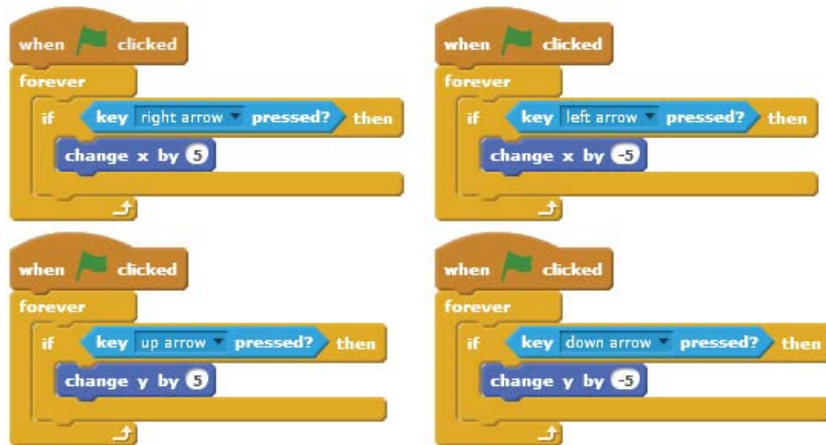 when clicked
forever
if key right arrow pressed? then
change x by 5
when clicked
forever
if key left arrow pressed? then
change x by -5
when clicked
forever
if key up arrow pressed? then
change y by 5
when clicked
forever
if key down arrow pressed? then
change y by -5